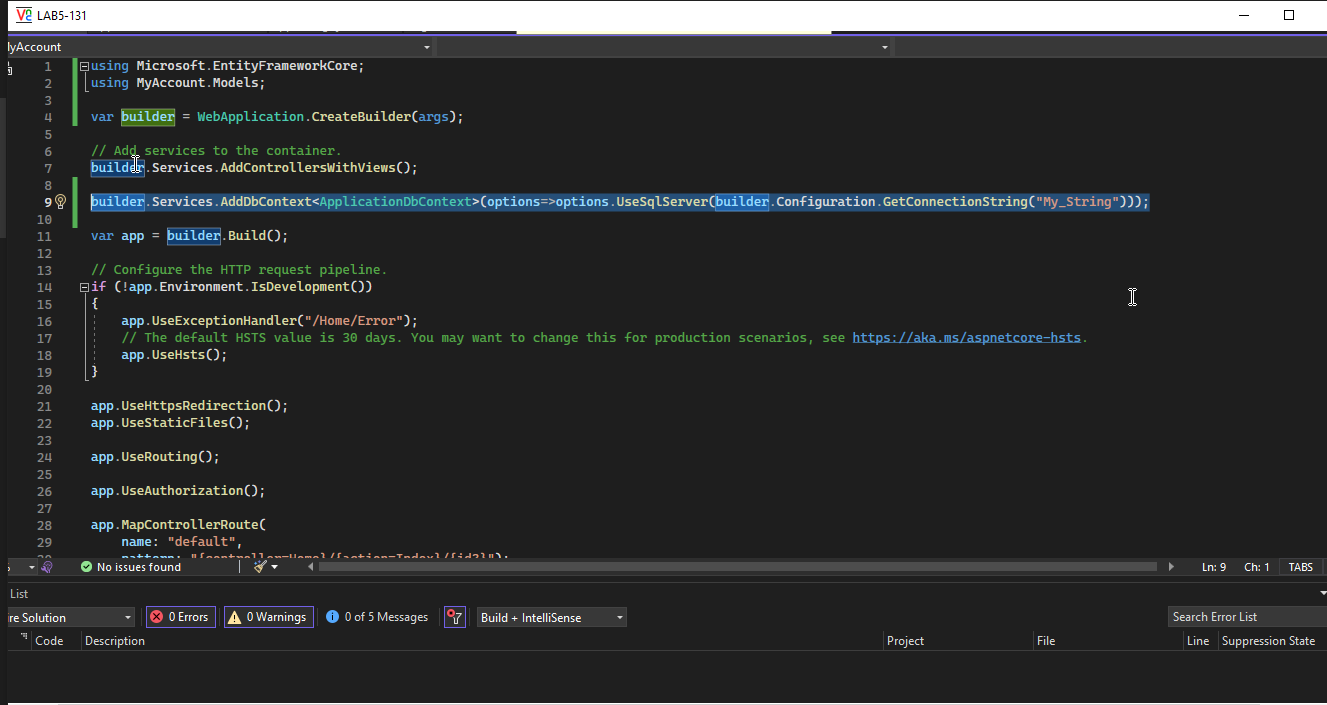 LAB5-131
lyAccount
1 using Microsoft.EntityFrameworkCore;
2 using MyAccount.Models;
3
4 var builder = WebApplication.CreateBuilder(args);
5
6 // Add services to the container.
7 builder.Services.AddControllersWithViews();
8
9 builder.Services.AddDbContext<ApplicationDbContext>(options=>options.UseSqlServer(builder.Configuration.GetConnectionString("My_String")));
10
11 var app = builder.Build();
12
13 // Configure the HTTP request pipeline.
14 if (!app.Environment.IsDevelopment())
15 {
16 app.UseExceptionHandler("/Home/Error");
17 // The default HSTS value is 30 days. You may want to change this for production scenarios, see https://aka.ms/aspnetcore-hsts.
18 app.UseHsts();
19 }
20
21 app.UseHttpsRedirection();
22 app.UseStaticFiles();
23
24 app.UseRouting();
25
26 app.UseAuthorization();
27
28 app.MapControllerRoute(
29 name: "default",
pattern: "{controller=Home}/{action=Index}/{id?}");
No issues found Ln: 9 Ch: 1 TABS
List
re Solution 0 Errors 0 Warnings 0 of 5 Messages Build + IntelliSense Search Error List
Code Description Project File Line Suppression State